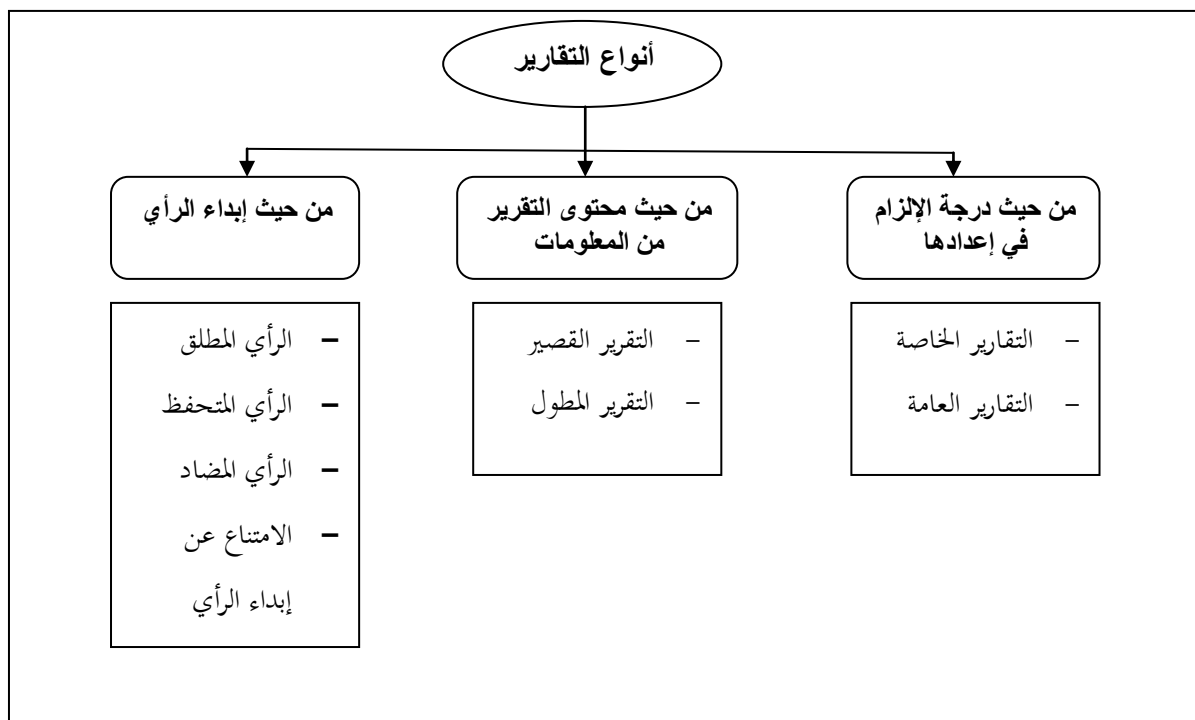 أنواع التقارير
من حيث درجة الإلزام
في إعدادها
من حيث محتوى التقرير
من المعلومات
من حيث إبداء الرأي
- التقارير الخاصة
- التقارير العامة
- التقرير القصير
- التقرير المطول
- الرأي المطلق
- الرأي المتحفظ
- الرأي المضاد
- الامتناع عن
إبداء الرأي